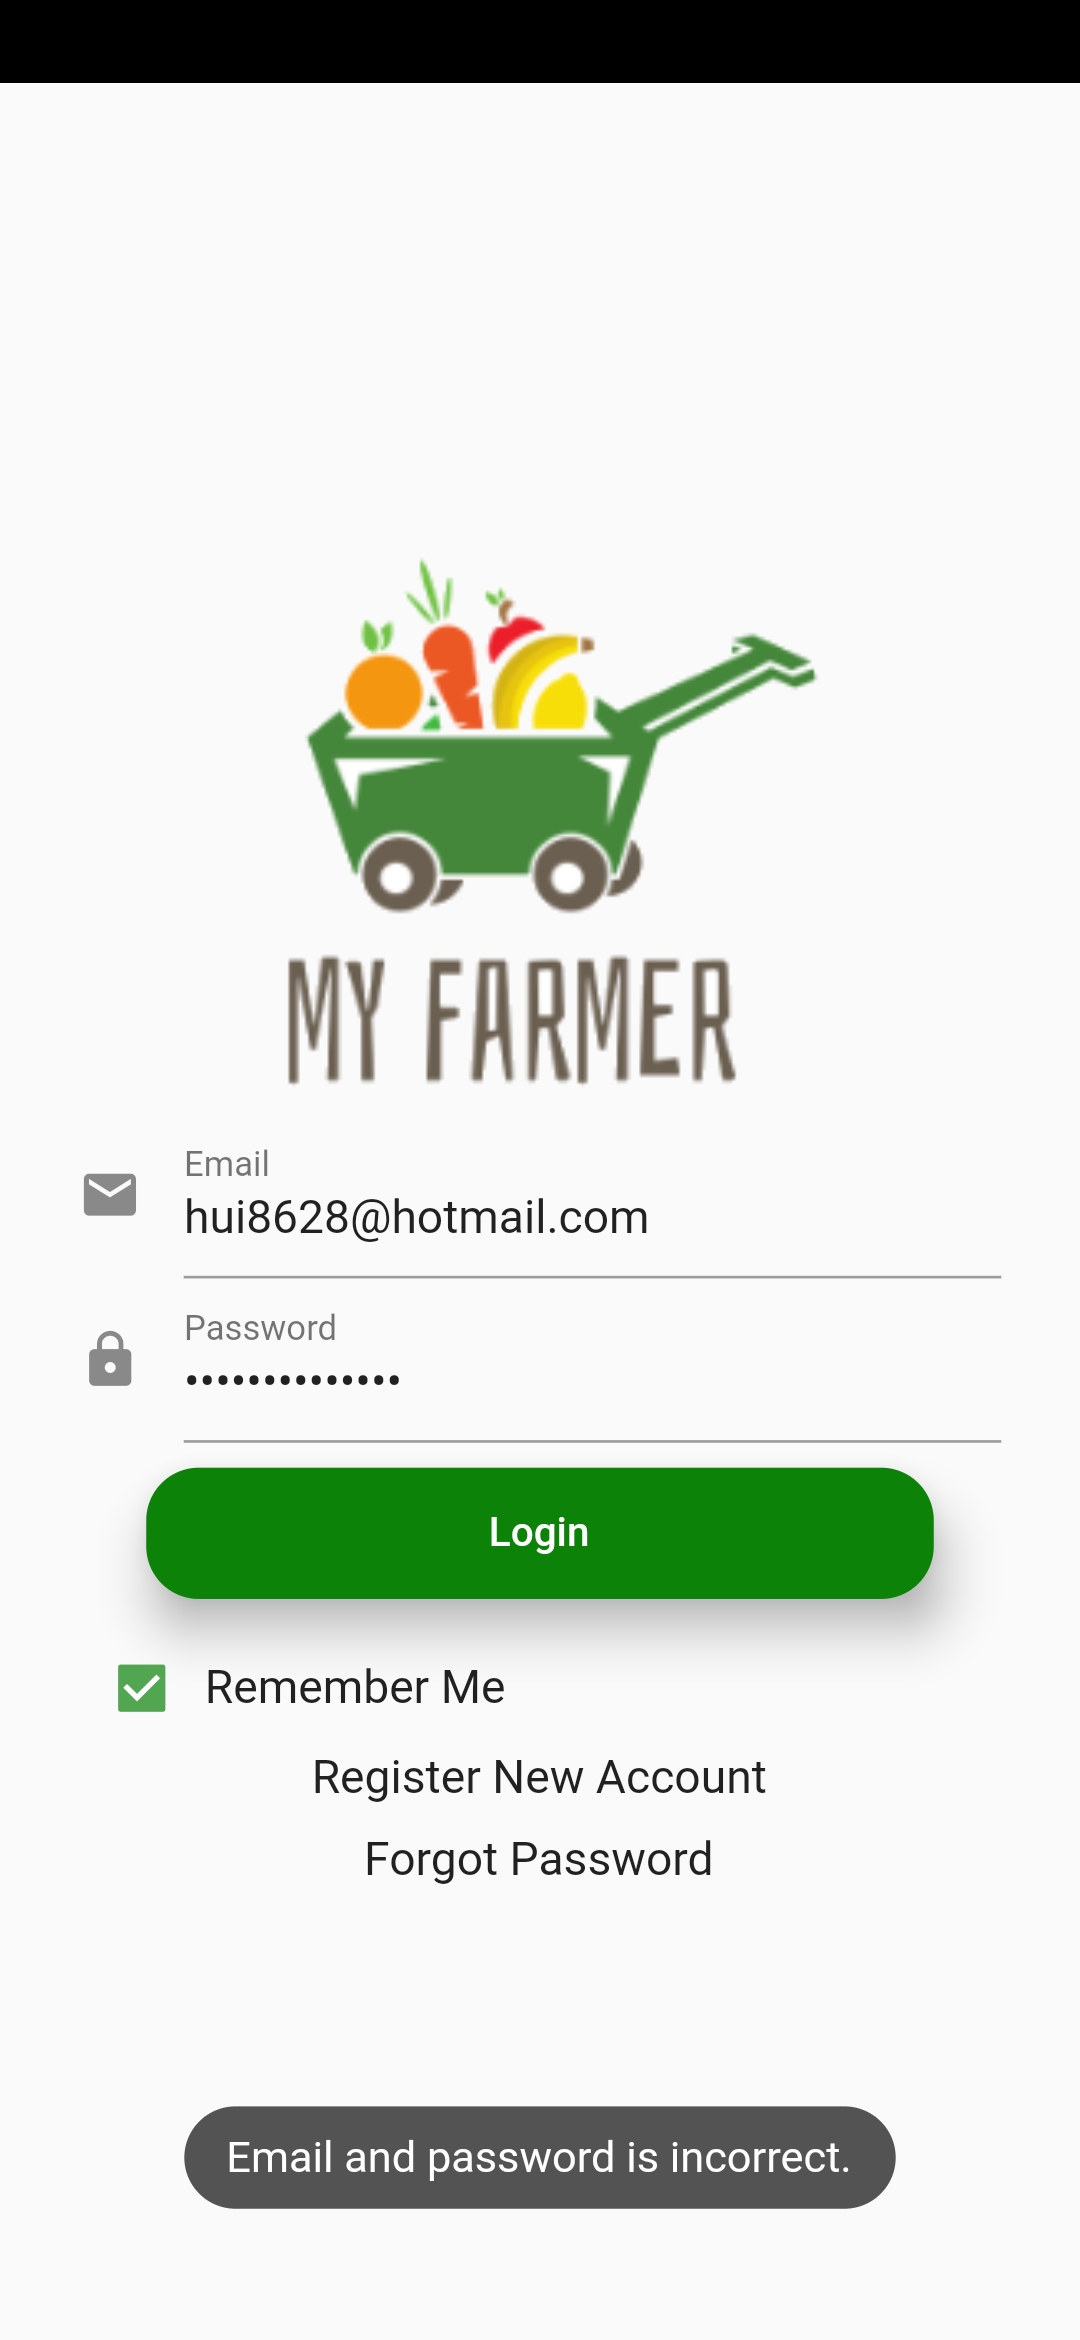 MY FARMER
Email
hui8628@hotmail.com
Password
••••••••••••••
Login
Remember Me
Register New Account
Forgot Password
Email and password is incorrect.